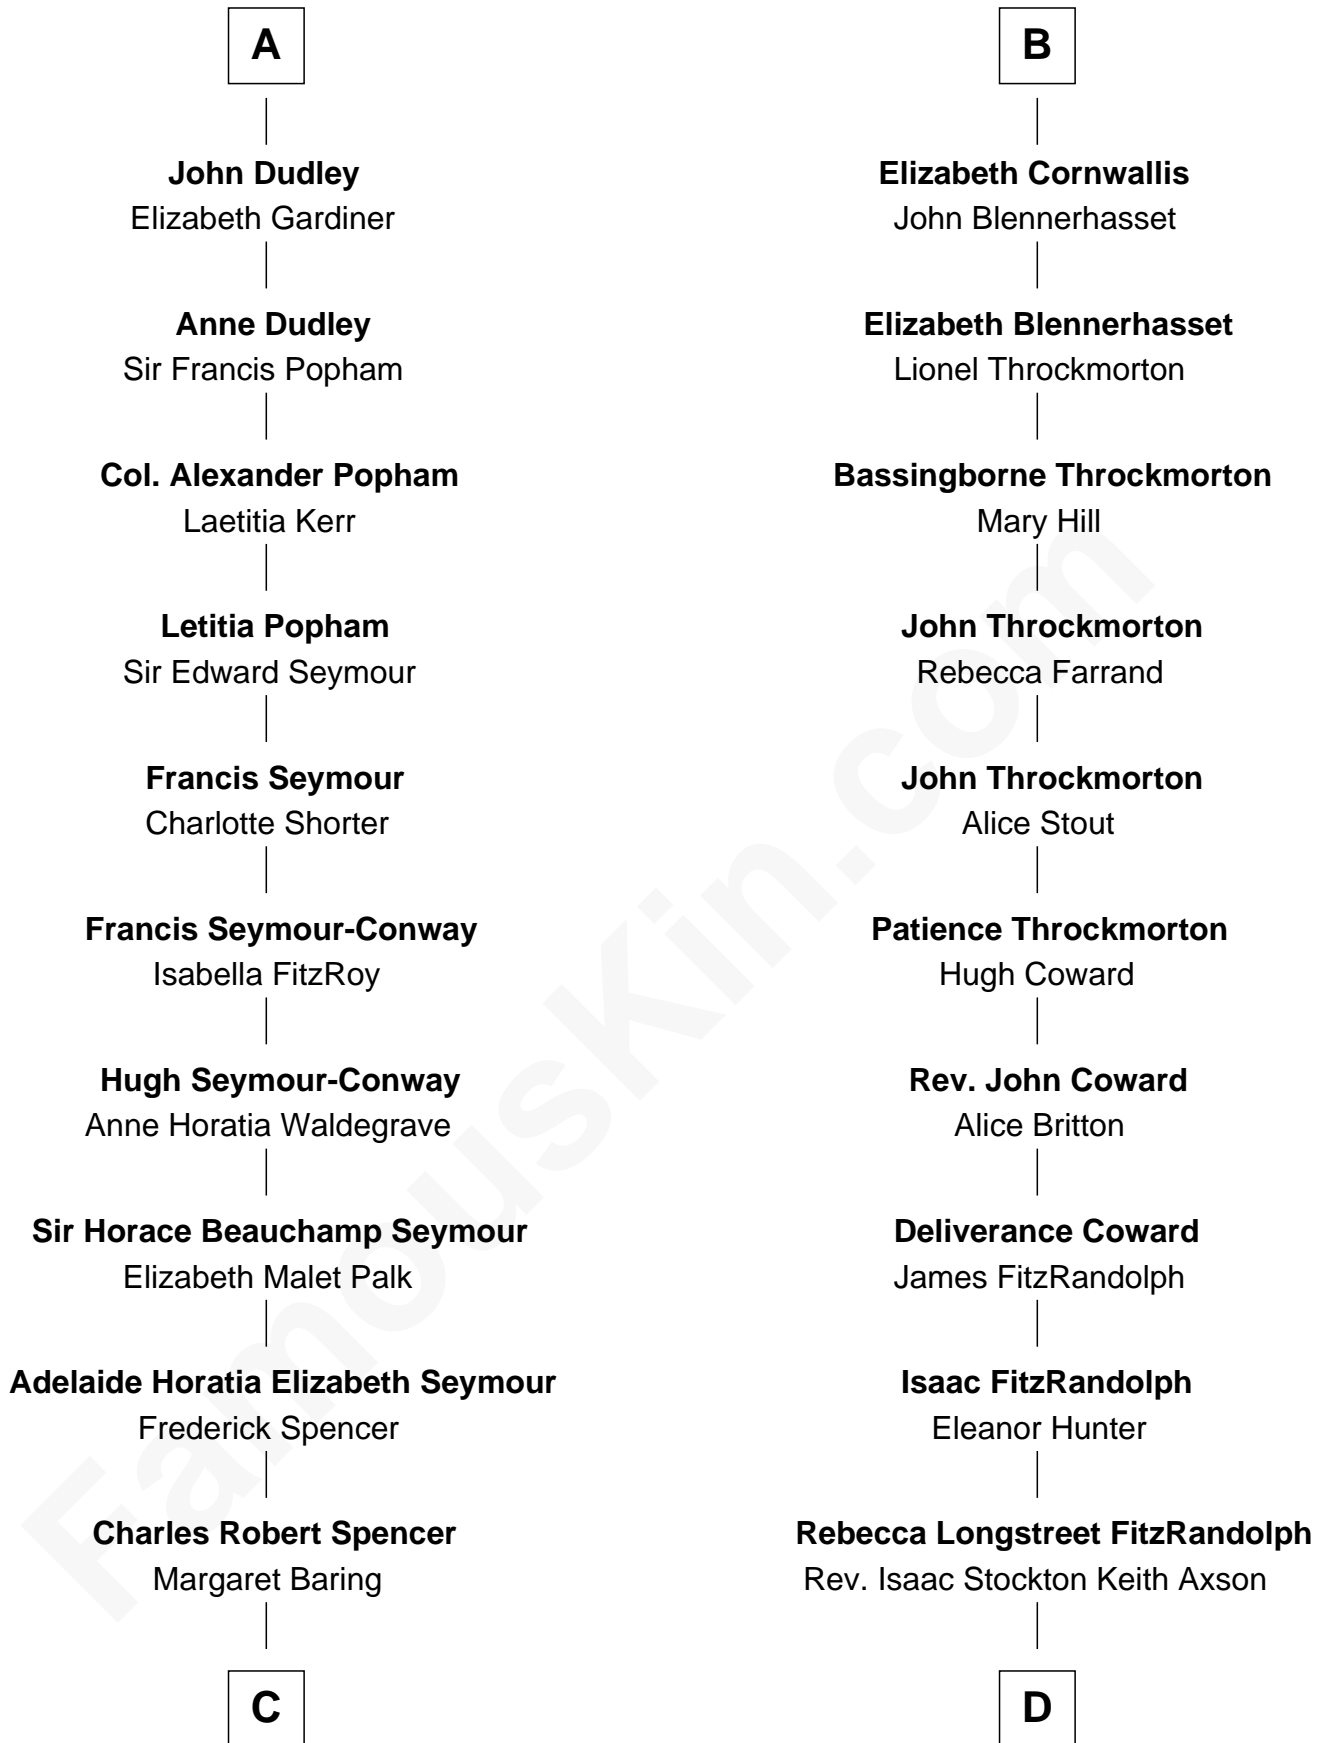 A
John Dudley
Elizabeth Gardiner
Anne Dudley
Sir Francis Popham
Col. Alexander Popham
Laetitia Kerr
Letitia Popham
Sir Edward Seymour
Francis Seymour
Charlotte Shorter
Francis Seymour-Conway
Isabella FitzRoy
Hugh Seymour-Conway
Anne Horatia Waldegrave
Sir Horace Beauchamp Seymour
Elizabeth Malet Palk
Adelaide Horatia Elizabeth Seymour
Frederick Spencer
Charles Robert Spencer
Margaret Baring
C
B
Elizabeth Cornwallis
John Blennerhasset
Elizabeth Blennerhasset
Lionel Throckmorton
Bassingborne Throckmorton
Mary Hill
John Throckmorton
Rebecca Farrand
John Throckmorton
Alice Stout
Patience Throckmorton
Hugh Coward
Rev. John Coward
Alice Britton
Deliverance Coward
James FitzRandolph
Isaac FitzRandolph
Eleanor Hunter
Rebecca Longstreet FitzRandolph
Rev. Isaac Stockton Keith Axson
D
FamousKin.com